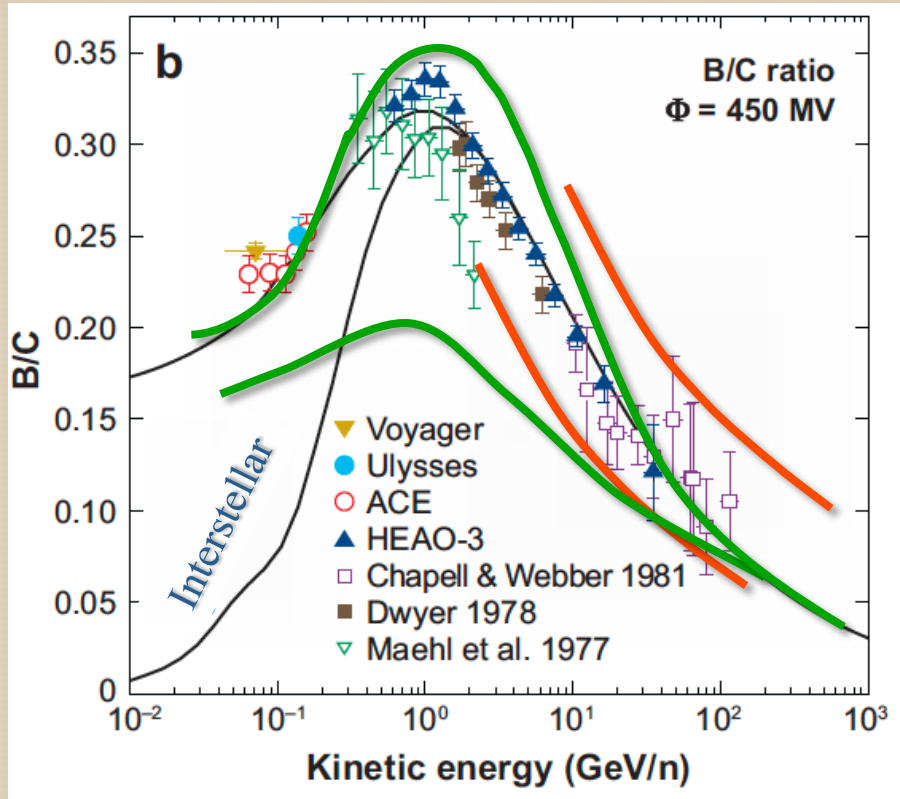 b
B/C ratio
Φ = 450 MV
0.35
0.30
0.25
0.20
0.15
0.10
0.05
0
B/C
Interstellar
Voyager
Ulysses
ACE
HEAO-3
Chapell & Webber 1981
Dwyer 1978
Maehl et al. 1977
10⁻² 10⁻¹ 10⁰ 10¹ 10² 10³
Kinetic energy (GeV/n)